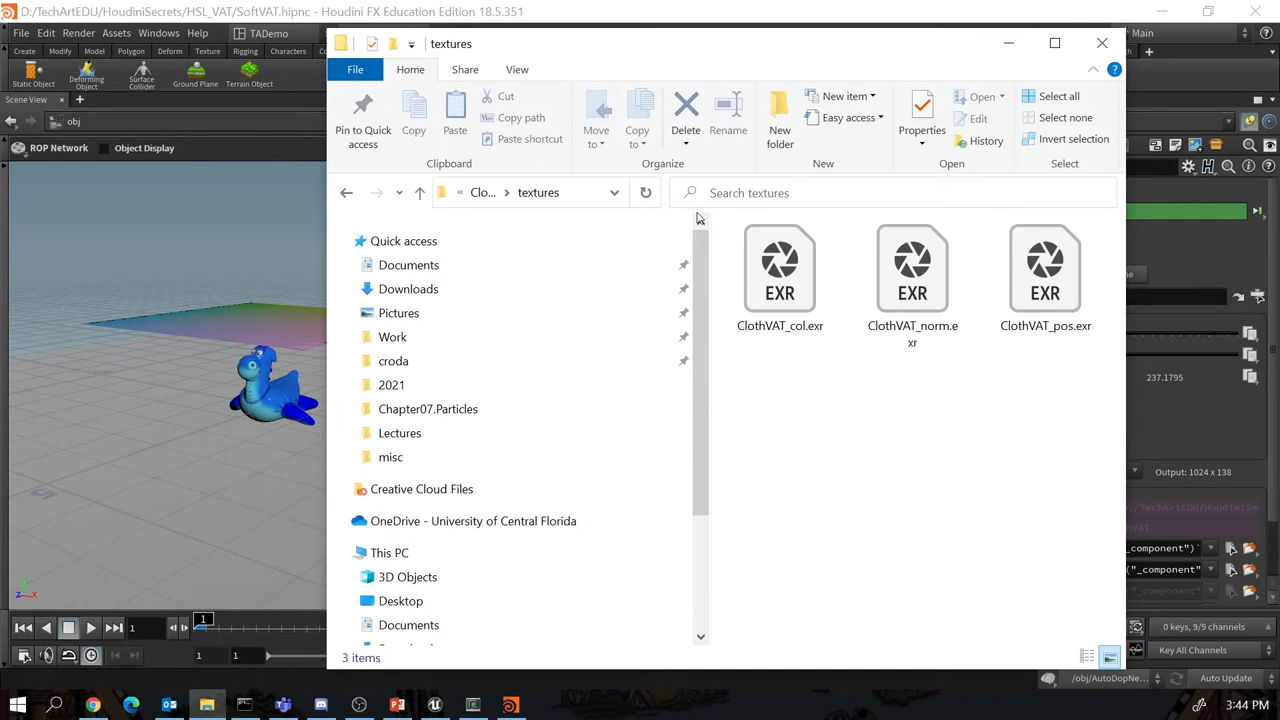 D:/TechArtEDU/HoudiniSecrets/HSL_VAT/SoftVAT.hipnc - Houdini FX Education Edition 18.5.351
File Edit Render Assets Windows Help TADemo Main
Create Modify Model Polygon Deform Texture Rigging Characters
Static Object Deforming Object Surface Collider Ground Plane Terrain Object
Scene View
obj
ROP Network Object Display
textures
File Home Share View
Pin to Quick access
Copy
Paste
Cut
Copy path
Paste shortcut
Clipboard
Move to
Copy to
Delete
Rename
Organize
New folder
New item
Easy access
New
Properties
Open
Edit
History
Open
Select all
Select none
Invert selection
Select
« Clo... textures
Search textures
Quick access
Documents
Downloads
Pictures
Work
croda
2021
Chapter07.Particles
Lectures
misc
Creative Cloud Files
OneDrive - University of Central Florida
This PC
3D Objects
Desktop
Documents
EXR
ClothVAT_col.exr
EXR
ClothVAT_norm.e
xr
EXR
ClothVAT_pos.exr
3 items
237.1795
Output: 1024 x 138
_component")`
("_component"
1
1
1 1
0 keys, 9/9 channels
Key All Channels
/obj/AutoDopNe...
Auto Update
3:44 PM